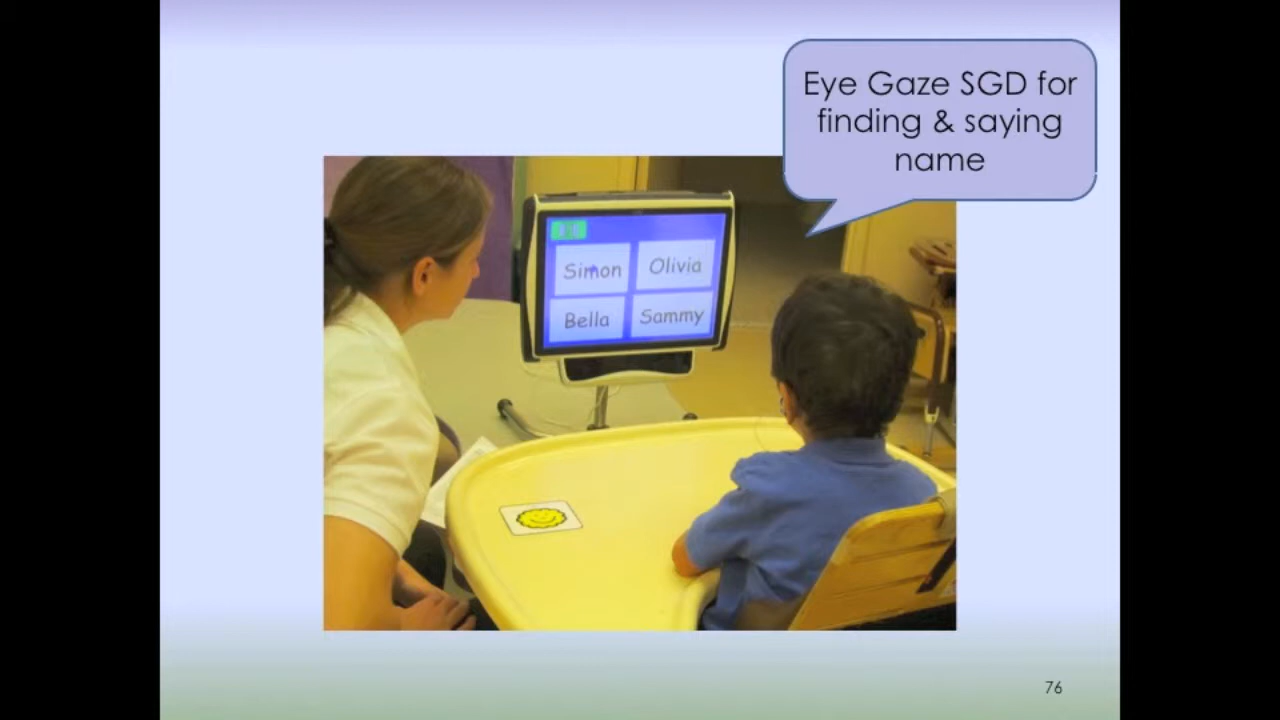 Eye Gaze SGD for
finding & saying
name
Simon
Olivia
Bella
Sammy
76